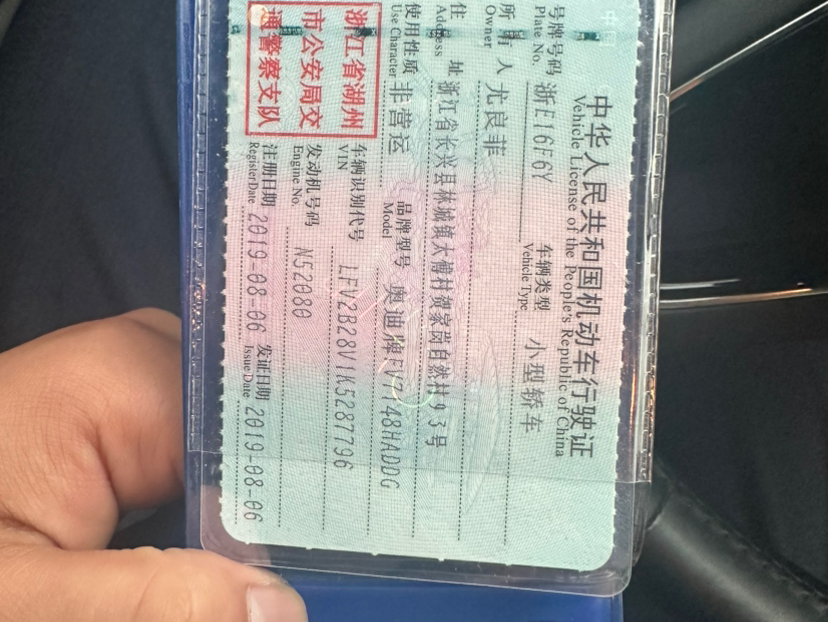 中华人民共和国机动车行驶证
Vehicle License of the People's Republic of China
号牌号码 浙E16F6Y 车辆类型 小型轿车
Plate No. Vehicle Type
所有人 尤良菲
Owner
住址 浙江省长兴县林城镇大傅村贺家园自然村93号
Address
使用性质 非营运 品牌型号 奥迪牌FV7148HADDG
Use Character Model
浙江省湖州
市公安局交
通警察支队
车辆识别代号 LFV2B28V1K5287796
VIN
发动机号码 N52080
Engine No.
注册日期 2019-08-06 发证日期 2019-08-06
Register Date Issue Date